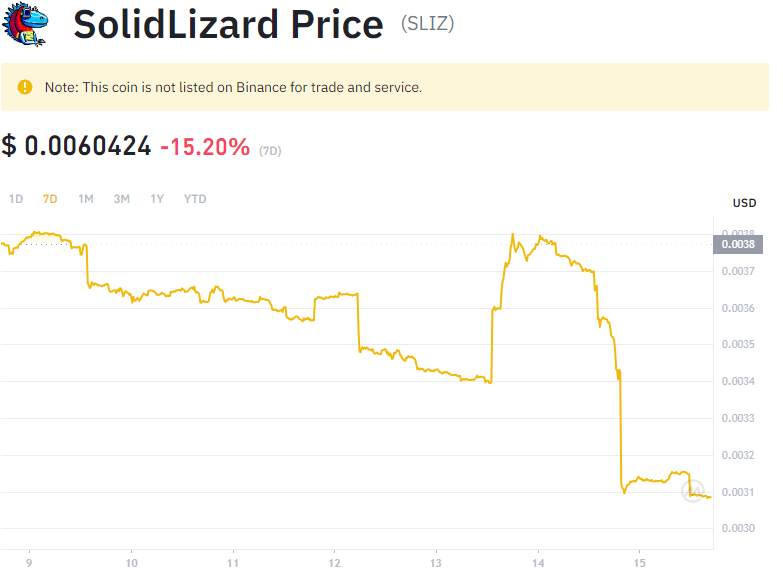 SolidLizard Price (SLIZ)
Note: This coin is not listed on Binance for trade and service.
$ 0.0060424 -15.20% (7D)
1D 7D 1M 3M 1Y YTD
USD
0.0038
0.0038
0.0037
0.0036
0.0035
0.0034
0.0033
0.0032
0.0031
0.0030
9 10 11 12 13 14 15